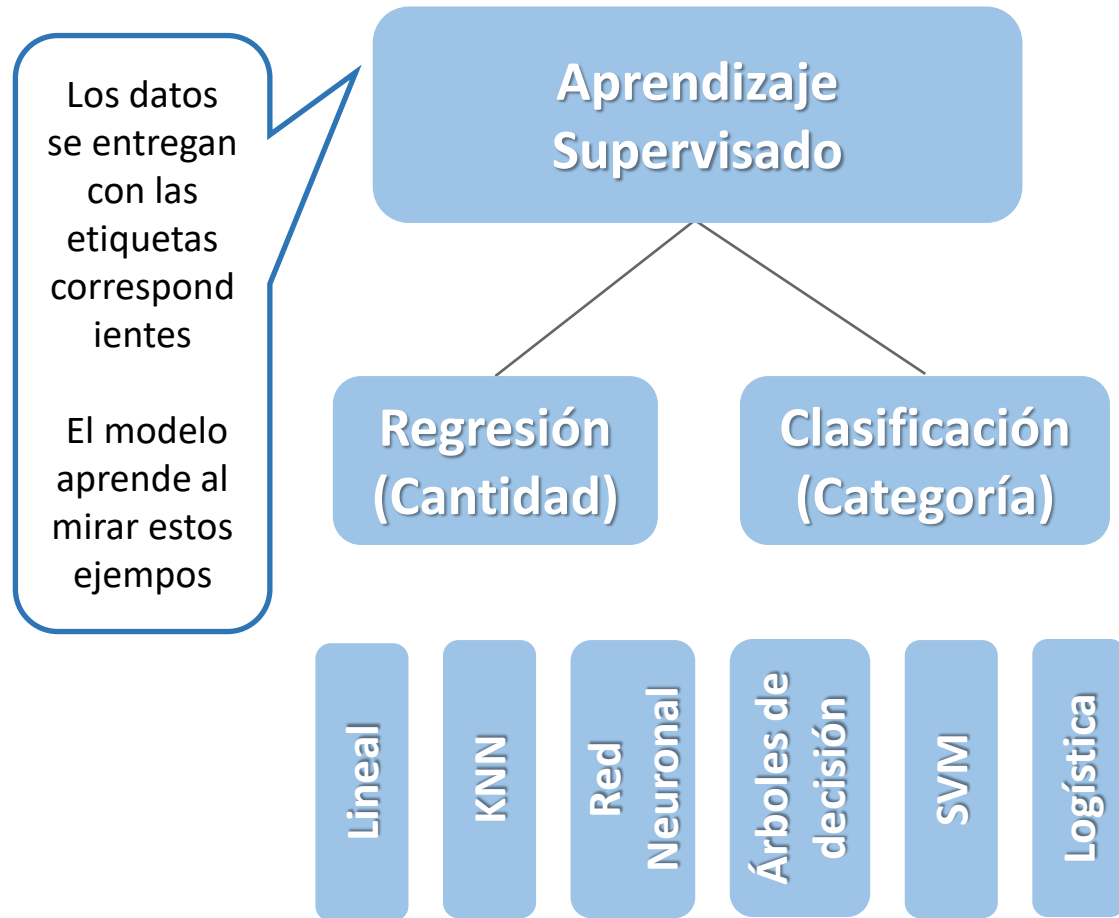 Los datos
se entregan
con las
etiquetas
correspond
ientes
El modelo
aprende al
mirar estos
ejempos
Aprendizaje
Supervisado
Regresión
(Cantidad)
Clasificación
(Categoría)
Lineal
KNN
Red
Neuronal
Árboles de
decisión
SVM
Logística